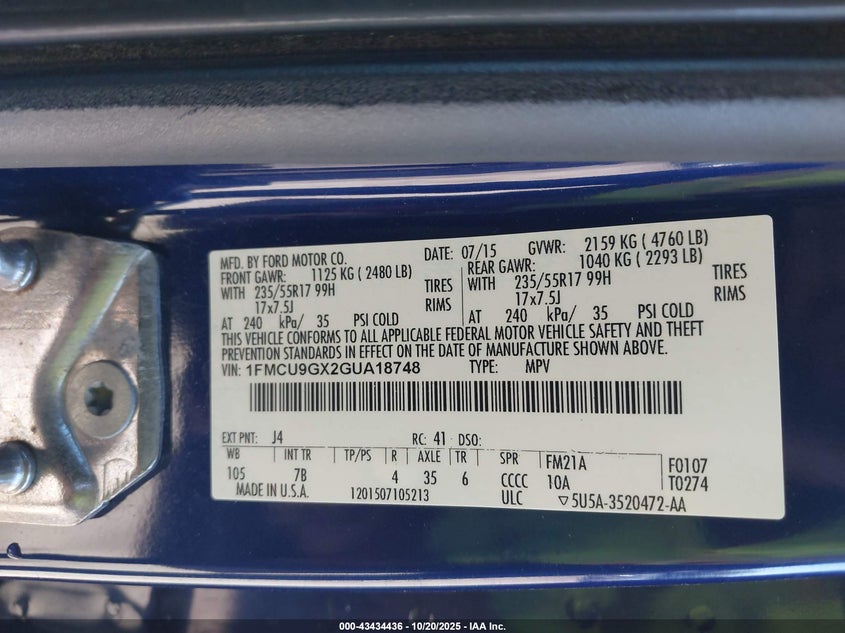 MFD. BY FORD MOTOR CO. DATE: 07/15 GVWR: 2159 KG ( 4760 LB)
FRONT GAWR: 1125 KG ( 2480 LB) REAR GAWR: 1040 KG ( 2293 LB)
WITH 235/55R17 99H TIRES WITH 235/55R17 99H TIRES
17x7.5J RIMS 17x7.5J RIMS
AT 240 kPa/ 35 PSI COLD AT 240 kPa/ 35 PSI COLD
THIS VEHICLE CONFORMS TO ALL APPLICABLE FEDERAL MOTOR VEHICLE SAFETY AND THEFT
PREVENTION STANDARDS IN EFFECT ON THE DATE OF MANUFACTURE SHOWN ABOVE.
VIN: 1FMCU9GX2GUA18748 TYPE: MPV
EXT PNT: J4 RC: 41 DSO:
WB INT TR TP/PS R AXLE TR SPR FM21A F0107
105 7B 4 35 6 CCCC 10A T0274
MADE IN U.S.A. 1201507105213 ULC ▽5U5A-3520472-AA
000-43434436 - 10/20/2025 - IAA Inc.